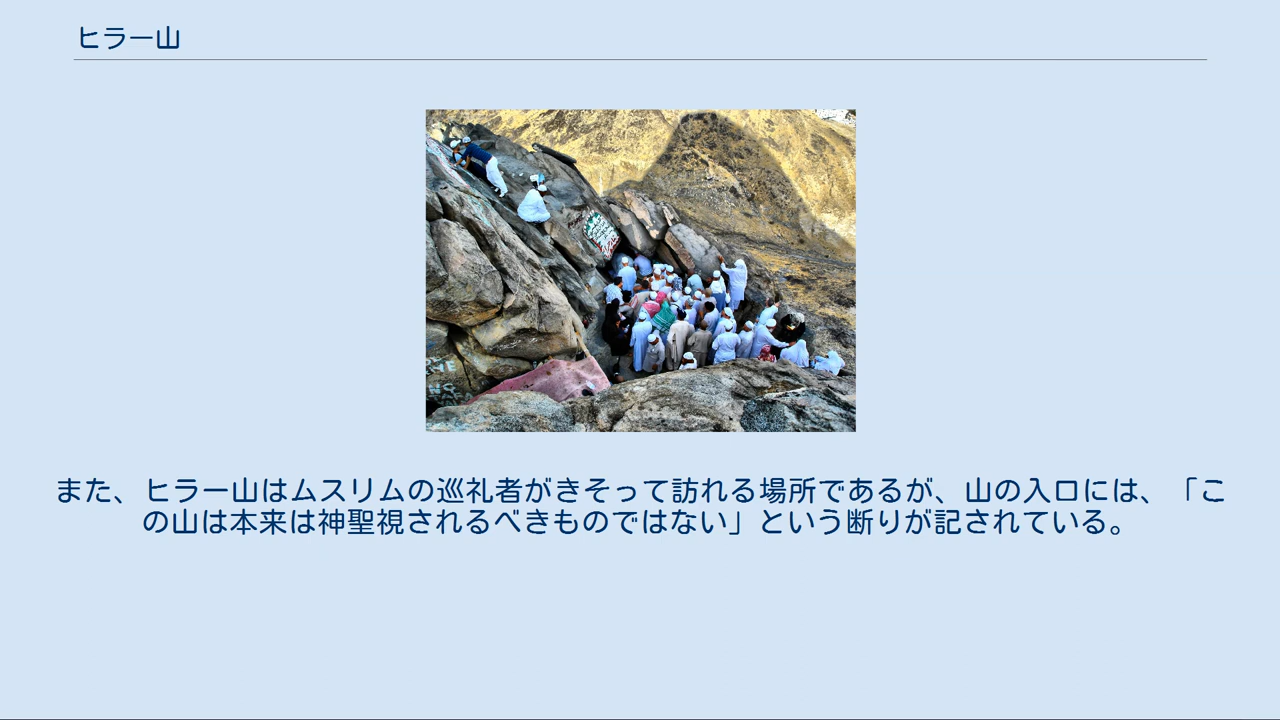 ヒラー山
また、ヒラー山はムスリムの巡礼者がきそって訪れる場所であるが、山の入口には、「こ
の山は本来は神聖視されるべきものではない」という断りが記されている。